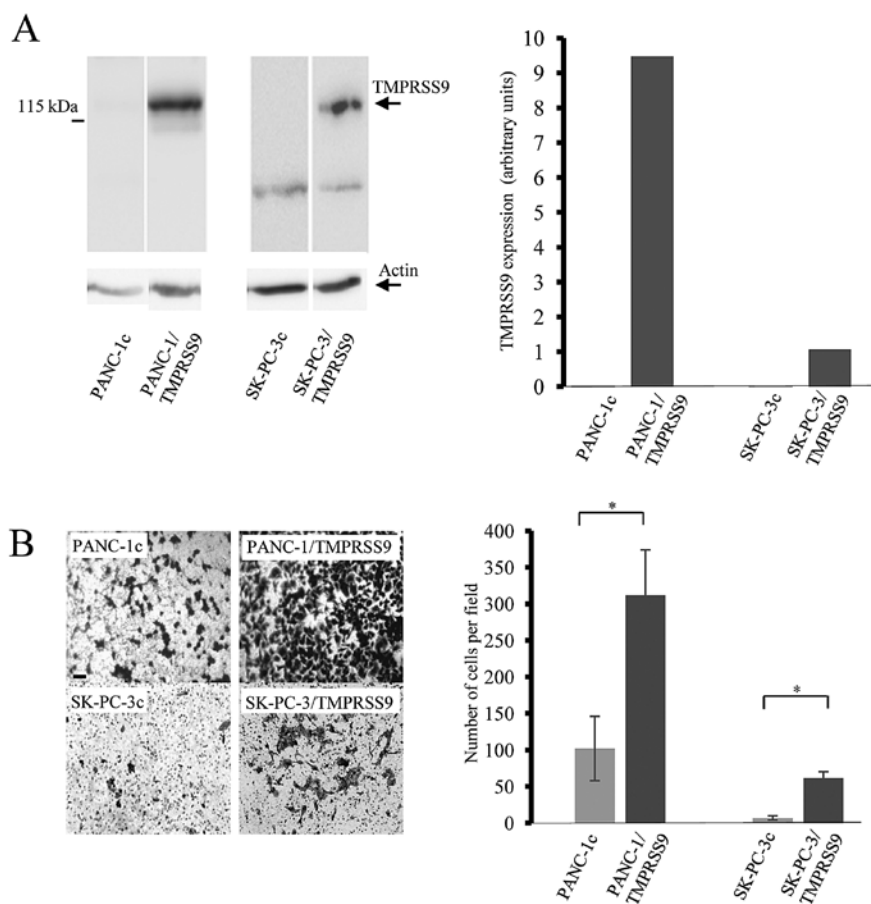 A
TMPRSS9
115 kDa
Actin
PANC-1c
PANC-1/
TMPRSS9
SK-PC-3c
SK-PC-3/
TMPRSS9
TMPRSS9 expression (arbitrary units)
10
9
8
7
6
5
4
3
2
1
0
PANC-1c
PANC-1/
TMPRSS9
SK-PC-3c
SK-PC-3/
TMPRSS9
B
PANC-1c
PANC-1/TMPRSS9
SK-PC-3c
SK-PC-3/TMPRSS9
Number of cells per field
400
350
300
250
200
150
100
50
0
*
*
PANC-1c
PANC-1/
TMPRSS9
SK-PC-3c
SK-PC-3/
TMPRSS9